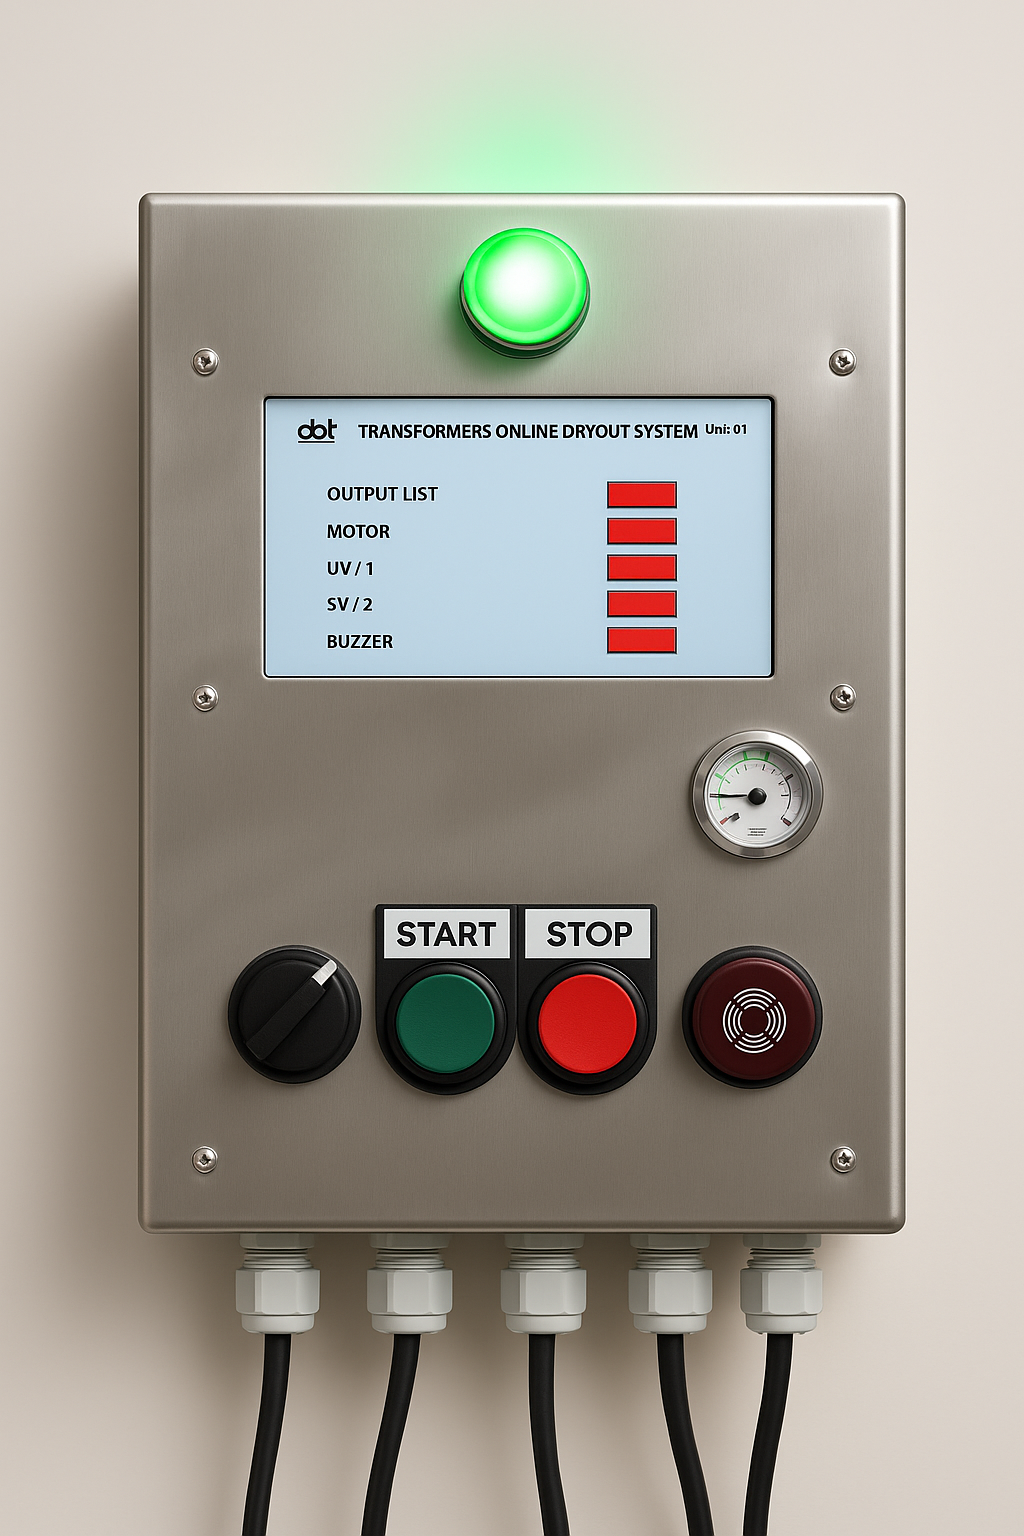 dbt TRANSFORMERS ONLINE DRYOUT SYSTEM Uni: 01
OUTPUT LIST
MOTOR
UV / 1
SV / 2
BUZZER
START STOP